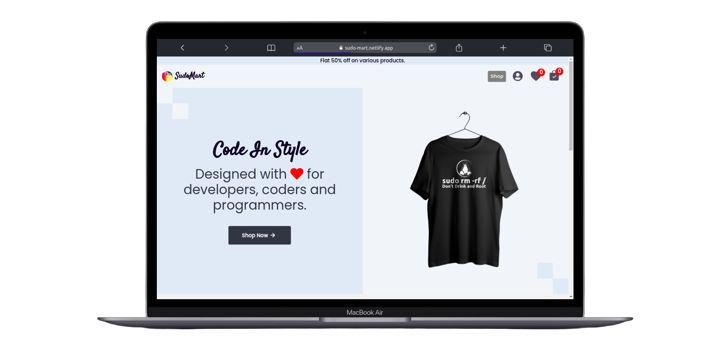 AA
sudo-mart.netlify.app
Flat 50% off on various products.
SudoMart
Shop
0
0
Code In Style
Designed with ❤ for
developers, coders and
programmers.
Shop Now →
sudo rm -rf /
Don't Drink and Root
MacBook Air